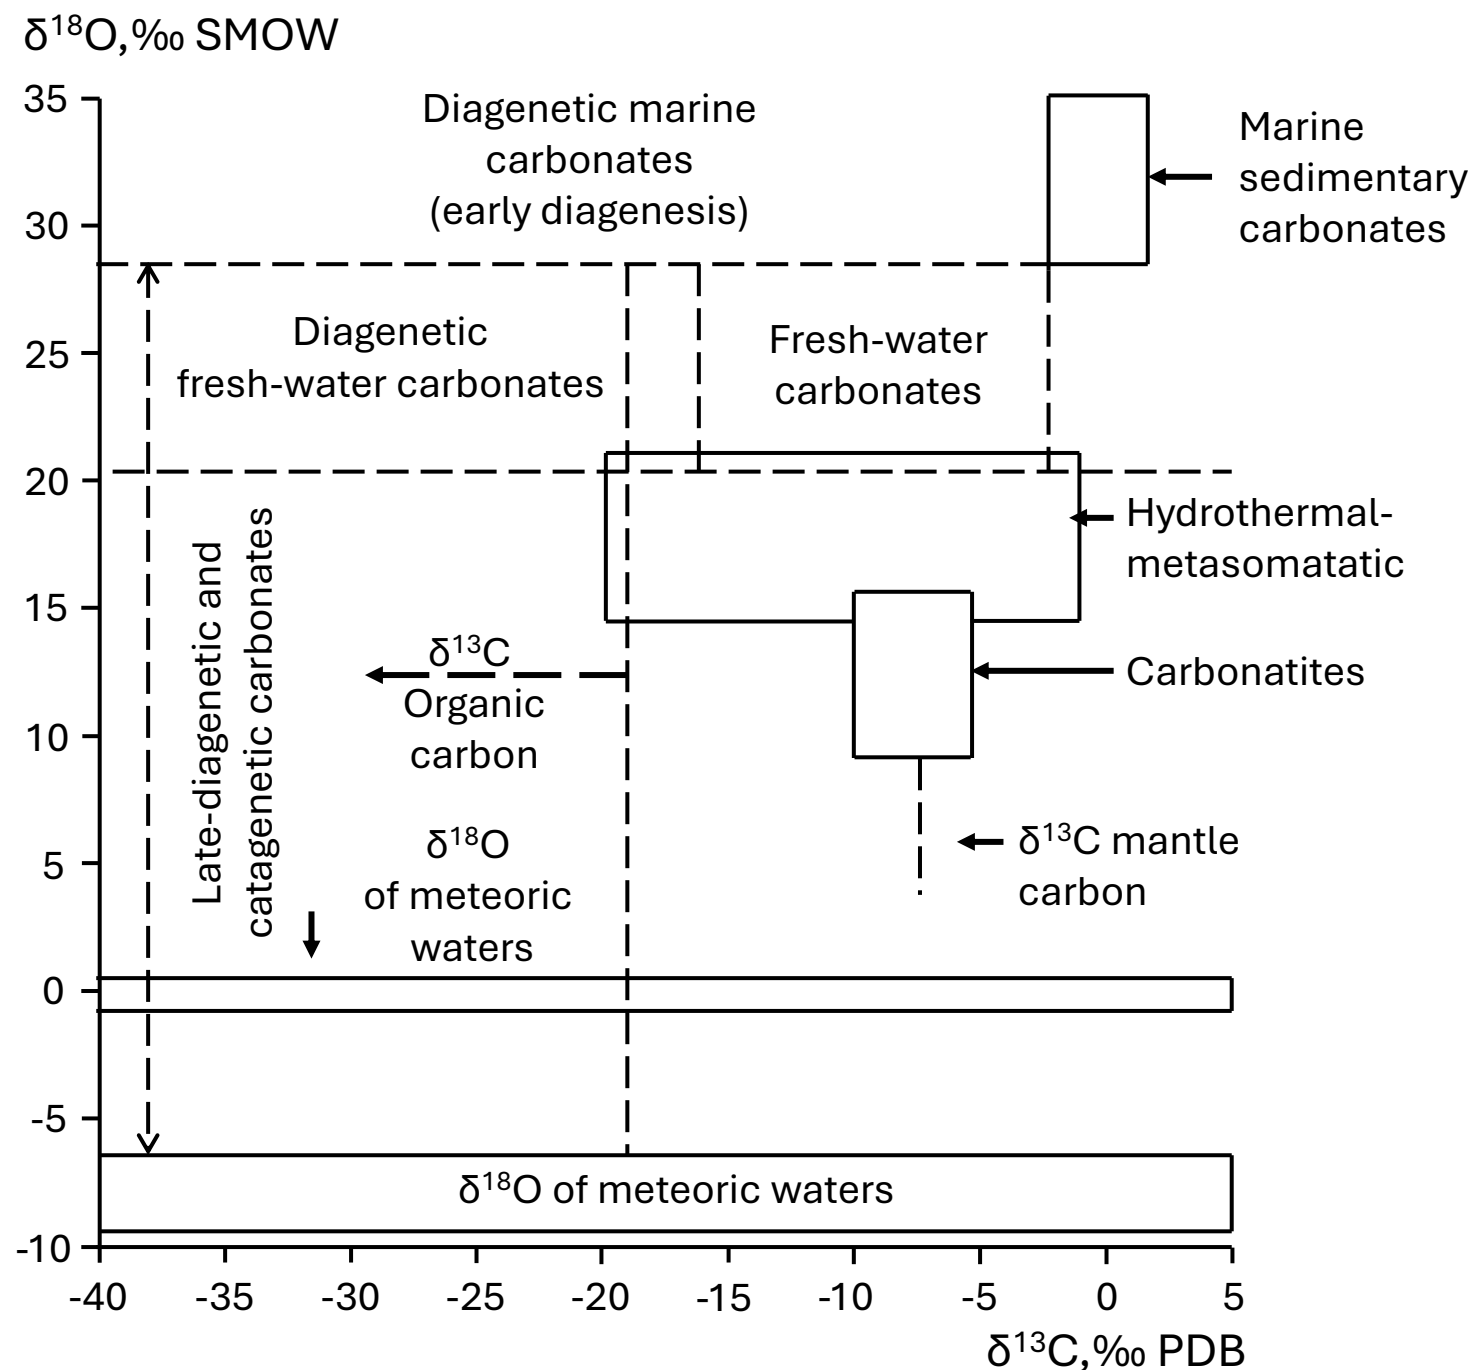 δ¹⁸O,‰ SMOW
35
30
25
20
15
10
5
0
-5
-10
Diagenetic marine
carbonates
(early diagenesis)
Marine
sedimentary
carbonates
Diagenetic
fresh-water carbonates
Fresh-water
carbonates
Hydrothermal-
metasomatatic
Late-diagenetic and
catagenetic carbonates
δ¹³C
Organic
carbon
Carbonatites
δ¹⁸O
of meteoric
waters
δ¹³C mantle
carbon
δ¹⁸O of meteoric waters
-40 -35 -30 -25 -20 -15 -10 -5 0 5
δ¹³C,‰ PDB